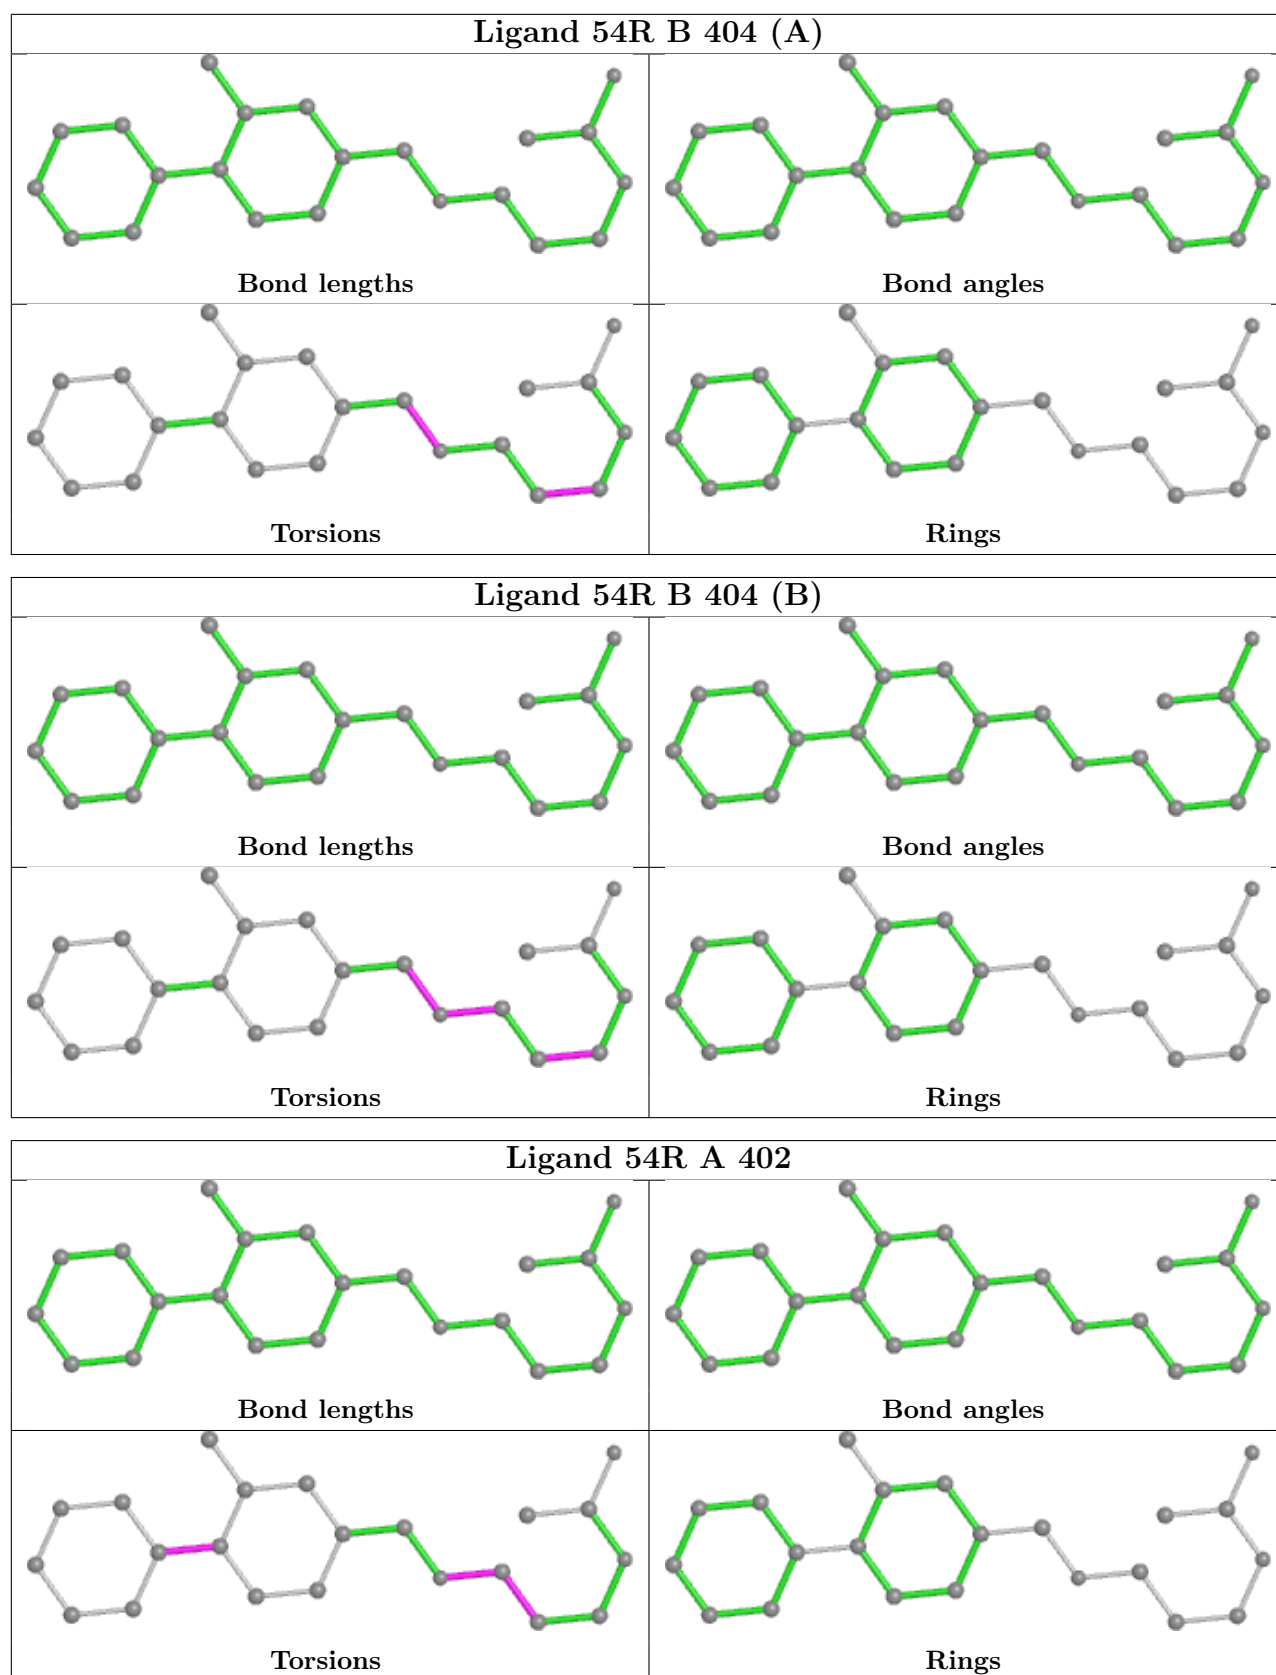 Ligand 54R B 404 (A)
Bond lengths
Bond angles
Torsions
Rings
Ligand 54R B 404 (B)
Bond lengths
Bond angles
Torsions
Rings
Ligand 54R A 402
Bond lengths
Bond angles
Torsions
Rings